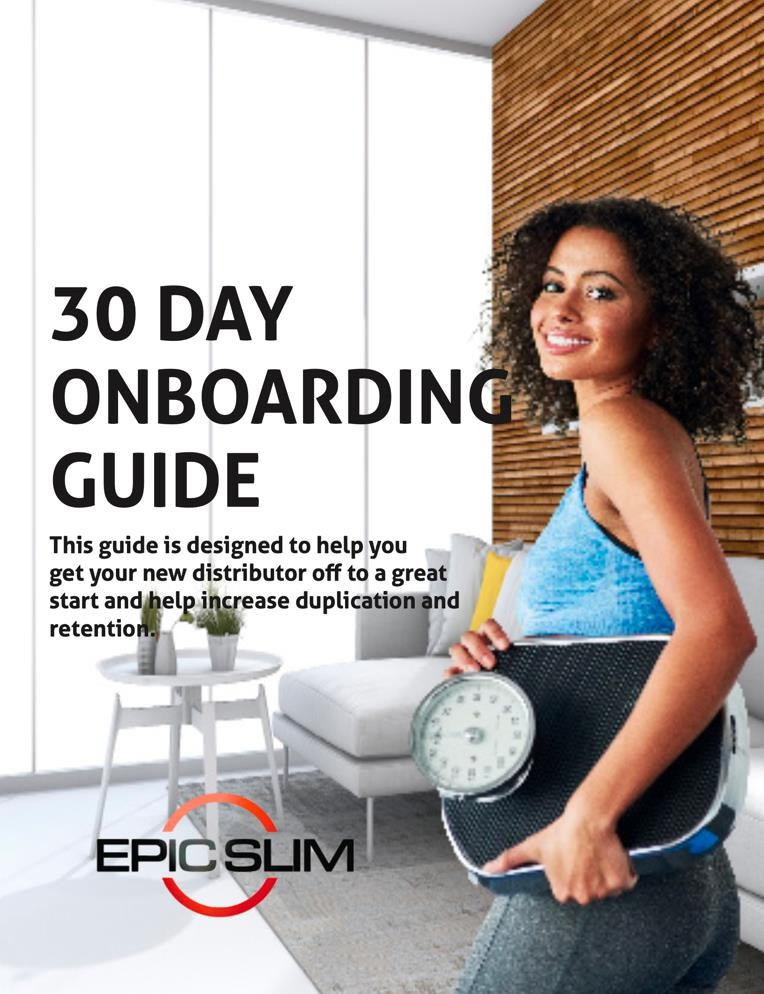 30 DAY
ONBOARDING
GUIDE
This guide is designed to help you
get your new distributor off to a great
start and help increase duplication and
retention.
EPIC SLIM